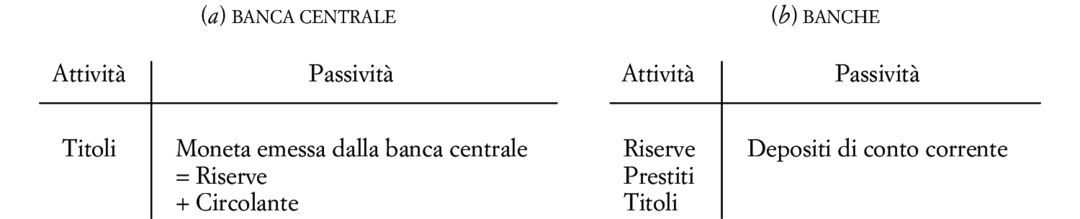 (a) BANCA CENTRALE
Attività Passività
Titoli Moneta emessa dalla banca centrale
= Riserve
+ Circolante
(b) BANCHE
Attività Passività
Riserve Depositi di conto corrente
Prestiti
Titoli